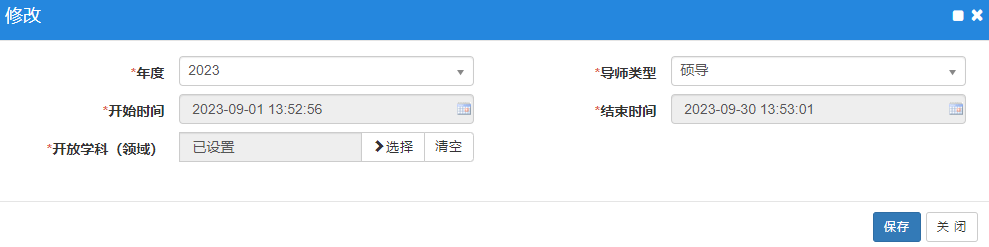 修改
*年度 2023 *导师类型 硕导
*开始时间 2023-09-01 13:52:56 *结束时间 2023-09-30 13:53:01
*开放学科（领域） 已设置 选择 清空
保存 关 闭